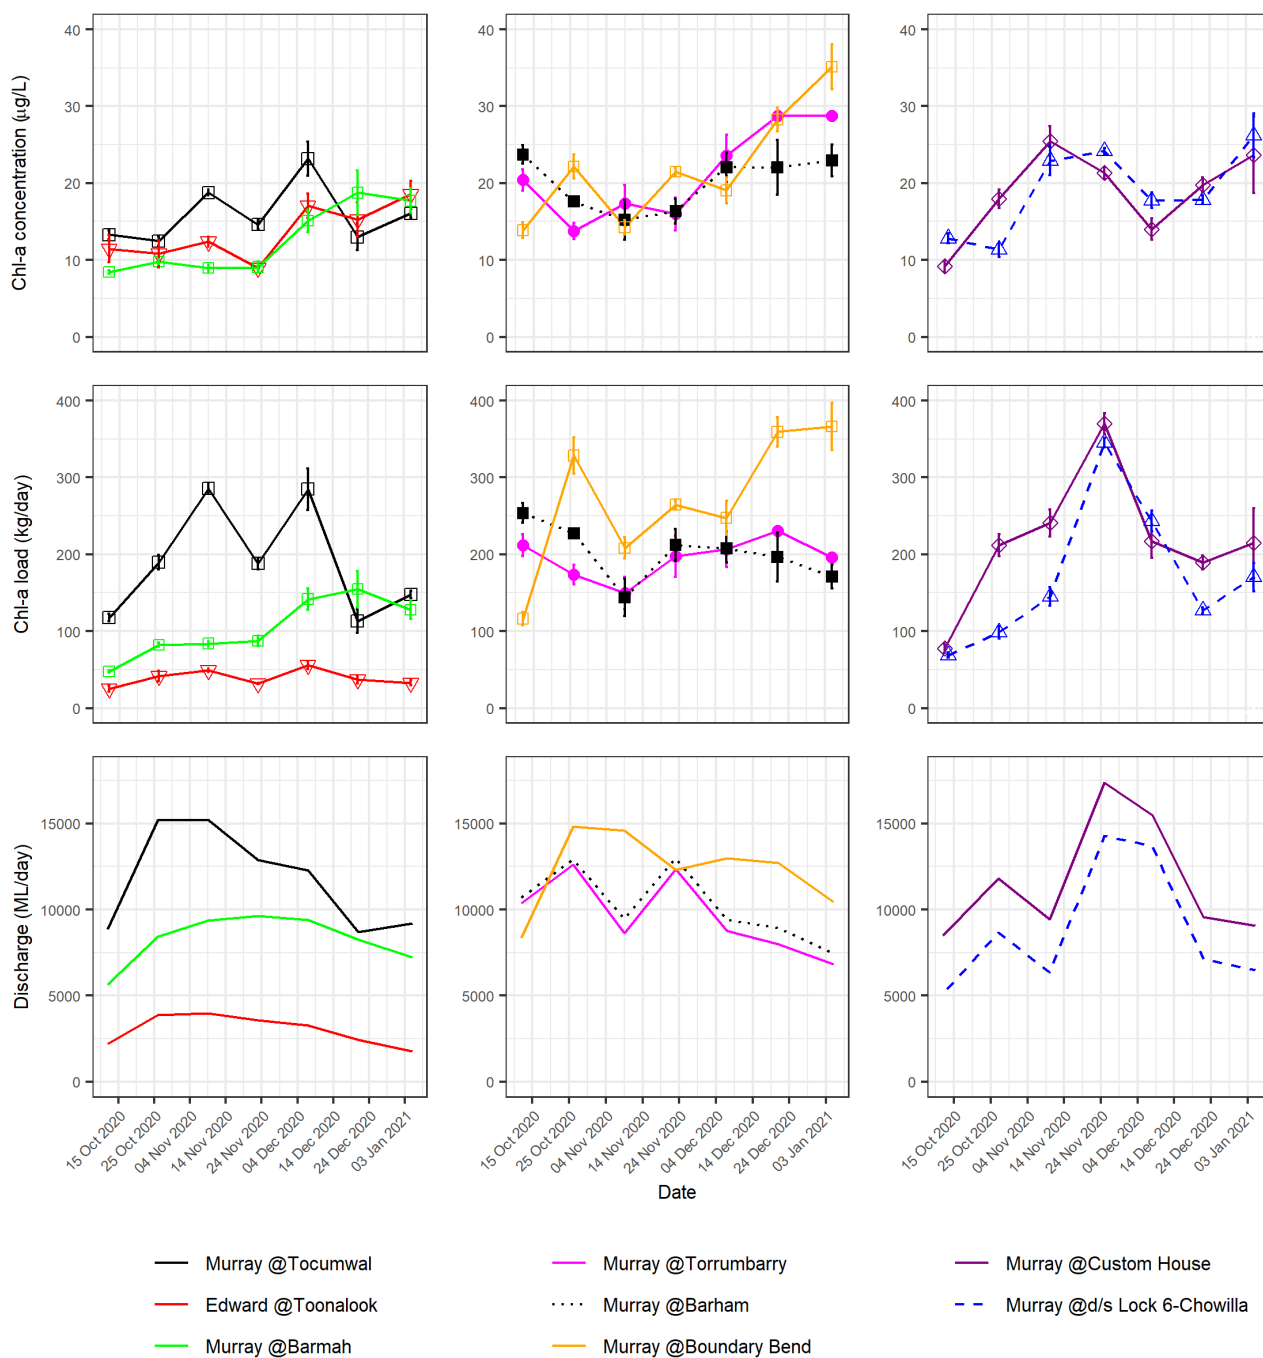 Chl-a concentration (µg/L)
40
30
20
10
0
40
30
20
10
0
40
30
20
10
0
Chl-a load (kg/day)
400
300
200
100
0
400
300
200
100
0
400
300
200
100
0
Discharge (ML/day)
15000
10000
5000
0
15000
10000
5000
0
15000
10000
5000
0
15 Oct 2020
25 Oct 2020
04 Nov 2020
14 Nov 2020
24 Nov 2020
04 Dec 2020
14 Dec 2020
24 Dec 2020
03 Jan 2021
15 Oct 2020
25 Oct 2020
04 Nov 2020
14 Nov 2020
24 Nov 2020
04 Dec 2020
14 Dec 2020
24 Dec 2020
03 Jan 2021
15 Oct 2020
25 Oct 2020
04 Nov 2020
14 Nov 2020
24 Nov 2020
04 Dec 2020
14 Dec 2020
24 Dec 2020
03 Jan 2021
Date
Murray @Tocumwal
Edward @Toonalook
Murray @Barmah
Murray @Torrumbarry
Murray @Barham
Murray @Boundary Bend
Murray @Custom House
Murray @d/s Lock 6-Chowilla